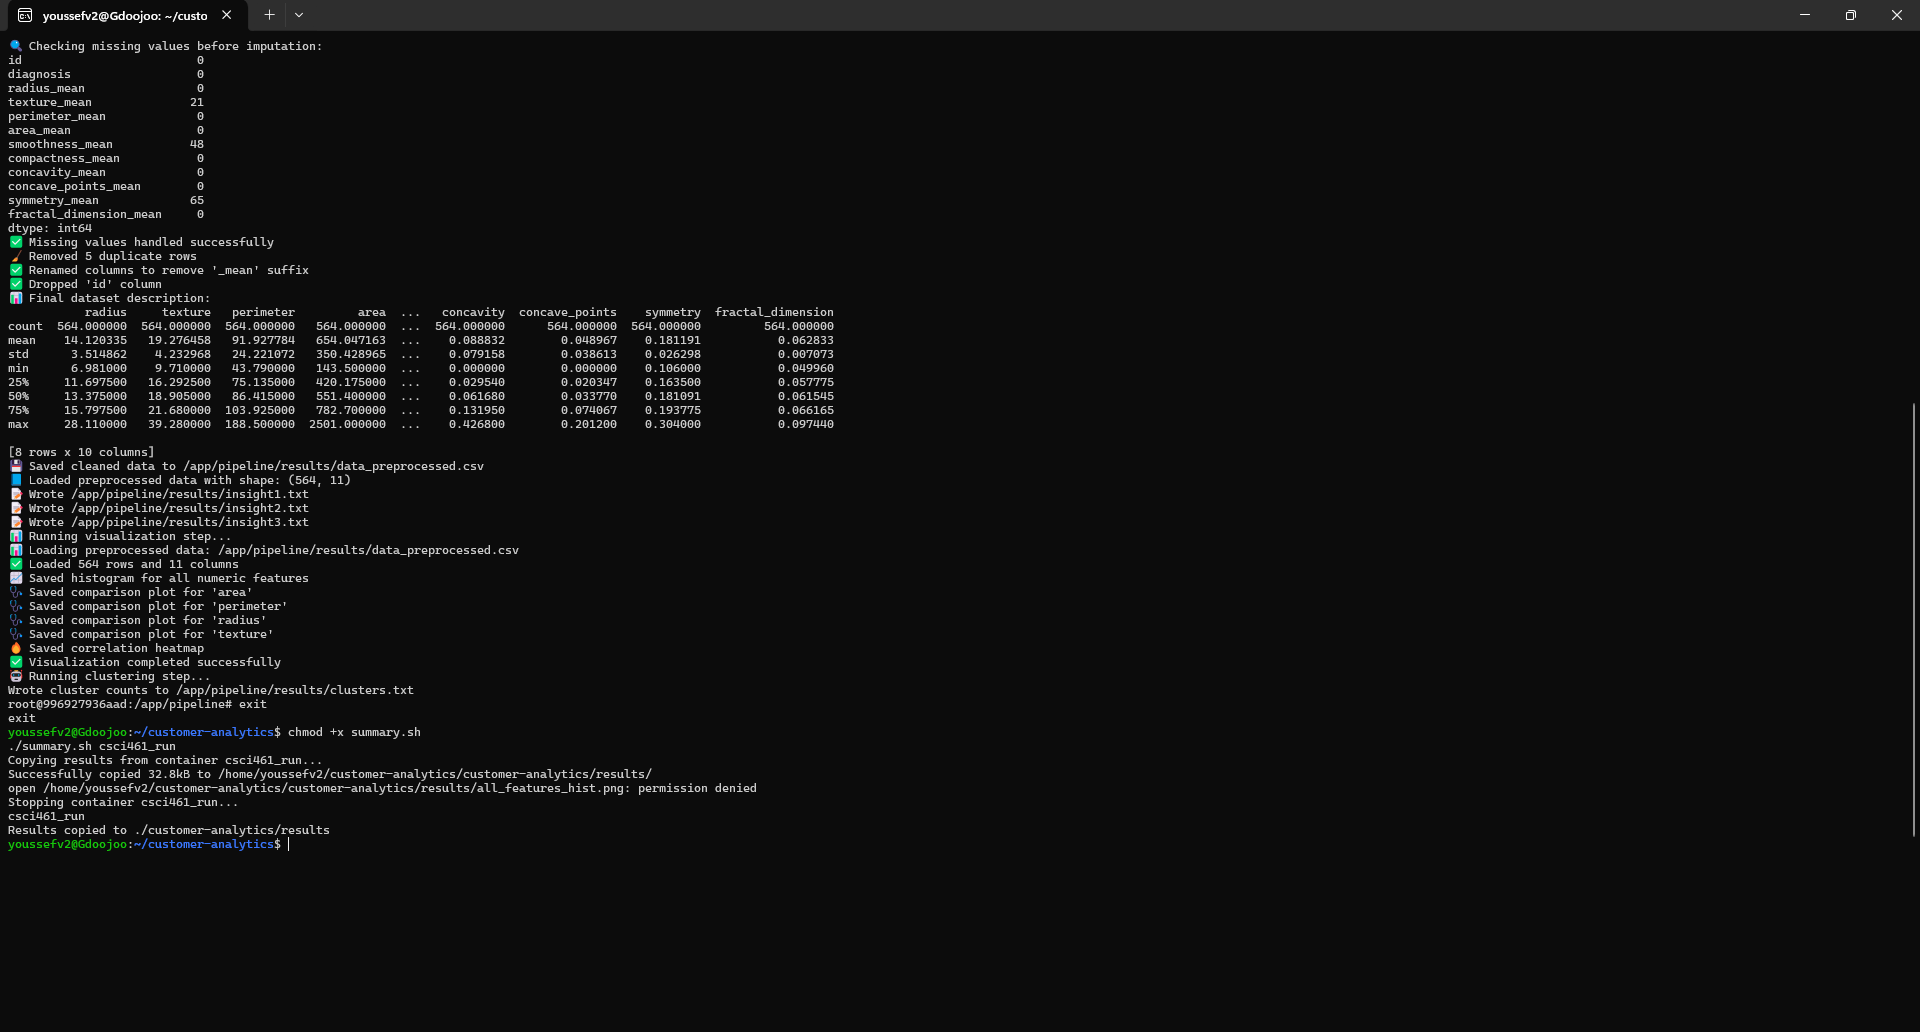 youssefv2@Gdoojoo: ~/custo
🔍 Checking missing values before imputation:
id                         0
diagnosis                  0
radius_mean                0
texture_mean              21
perimeter_mean             0
area_mean                  0
smoothness_mean           48
compactness_mean           0
concavity_mean             0
concave_points_mean        0
symmetry_mean             65
fractal_dimension_mean     0
dtype: int64
✅ Missing values handled successfully
🧹 Removed 5 duplicate rows
✅ Renamed columns to remove '_mean' suffix
✅ Dropped 'id' column
📊 Final dataset description:
           radius     texture   perimeter         area  ...   concavity  concave_points    symmetry  fractal_dimension
count  564.000000  564.000000  564.000000   564.000000  ...  564.000000      564.000000  564.000000         564.000000
mean    14.120335   19.276458   91.927784   654.047163  ...    0.088832        0.048967    0.181191           0.062833
std      3.514862    4.232968   24.221072   350.428965  ...    0.079158        0.038613    0.026298           0.007073
min      6.981000    9.710000   43.790000   143.500000  ...    0.000000        0.000000    0.106000           0.049960
25%     11.697500   16.292500   75.135000   420.175000  ...    0.029540        0.020347    0.163500           0.057775
50%     13.375000   18.905000   86.415000   551.400000  ...    0.061680        0.033770    0.181091           0.061545
75%     15.797500   21.680000  103.925000   782.700000  ...    0.131950        0.074067    0.193775           0.066165
max     28.110000   39.280000  188.500000  2501.000000  ...    0.426800        0.201200    0.304000           0.097440
[8 rows x 10 columns]
💾 Saved cleaned data to /app/pipeline/results/data_preprocessed.csv
📘 Loaded preprocessed data with shape: (564, 11)
📝 Wrote /app/pipeline/results/insight1.txt
📝 Wrote /app/pipeline/results/insight2.txt
📝 Wrote /app/pipeline/results/insight3.txt
📊 Running visualization step...
📊 Loading preprocessed data: /app/pipeline/results/data_preprocessed.csv
✅ Loaded 564 rows and 11 columns
📈 Saved histogram for all numeric features
🩺 Saved comparison plot for 'area'
🩺 Saved comparison plot for 'perimeter'
🩺 Saved comparison plot for 'radius'
🩺 Saved comparison plot for 'texture'
🔥 Saved correlation heatmap
✅ Visualization completed successfully
🤖 Running clustering step...
Wrote cluster counts to /app/pipeline/results/clusters.txt
root@996927936aad:/app/pipeline# exit
exit
youssefv2@Gdoojoo:~/customer-analytics$ chmod +x summary.sh
./summary.sh csci461_run
Copying results from container csci461_run...
Successfully copied 32.8kB to /home/youssefv2/customer-analytics/customer-analytics/results/
open /home/youssefv2/customer-analytics/customer-analytics/results/all_features_hist.png: permission denied
Stopping container csci461_run...
csci461_run
Results copied to ./customer-analytics/results
youssefv2@Gdoojoo:~/customer-analytics$